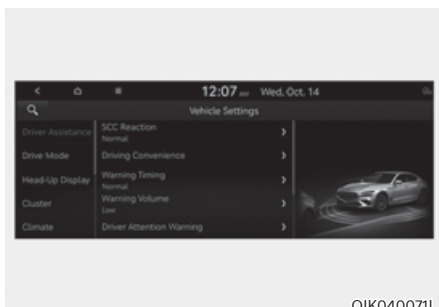 12:07 Wed, Oct. 14
Vehicle Settings
Driver Assistance
SCC Reaction
Normal
Drive Mode
Driving Convenience
Head-Up Display
Warning Timing
Normal
Cluster
Warning Volume
Low
Climate
Driver Attention Warning